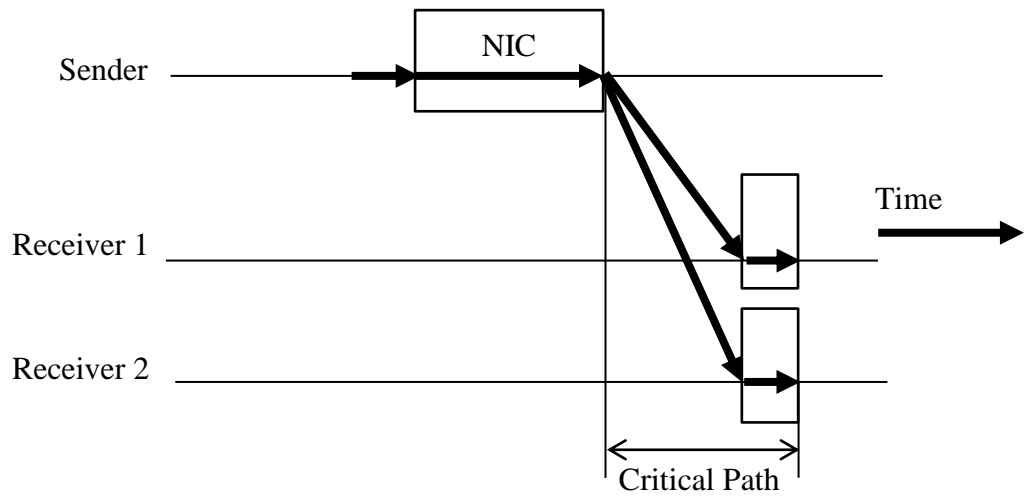 NIC
Sender
Time
Receiver 1
Receiver 2
Critical Path